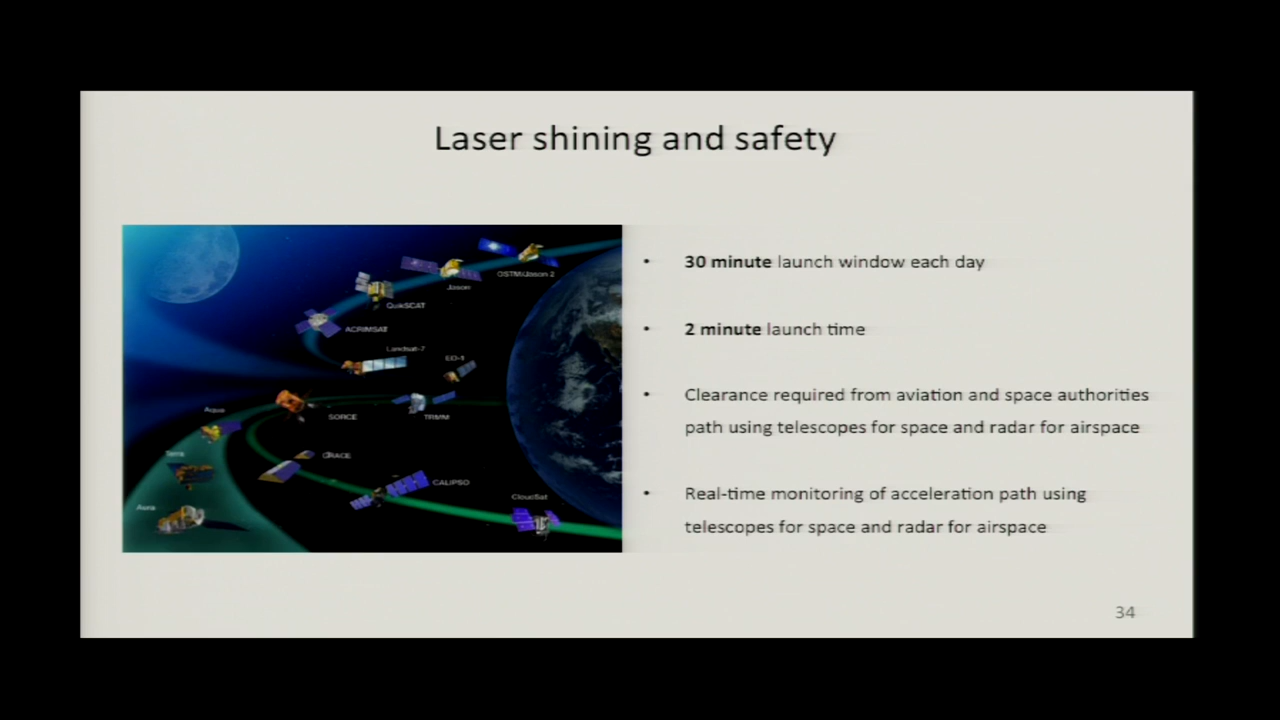 Laser shining and safety
OSTM/Jason 2
Jason
QuikSCAT
ACRIMSAT
Landsat-7
EO-1
Aqua
SORCE
TRMM
Terra
GRACE
CALIPSO
Aura
CloudSat
• 30 minute launch window each day
• 2 minute launch time
• Clearance required from aviation and space authorities
path using telescopes for space and radar for airspace
• Real-time monitoring of acceleration path using
telescopes for space and radar for airspace
34